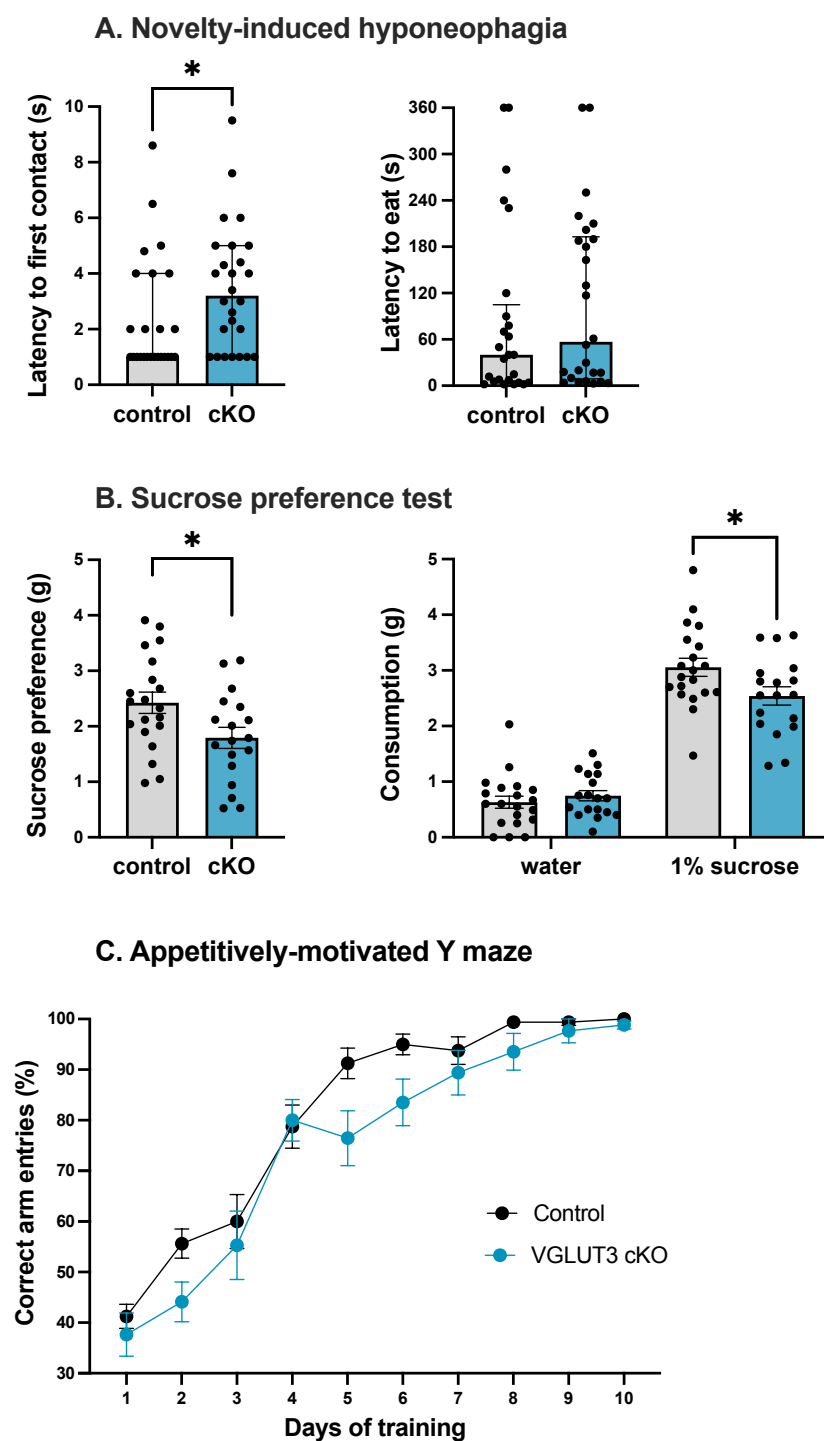 A. Novelty-induced hyponeophagia
*
Latency to first contact (s)
10
8
6
4
2
0
control cKO
Latency to eat (s)
360
300
240
180
120
60
0
control cKO
B. Sucrose preference test
*
Sucrose preference (g)
5
4
3
2
1
0
control cKO
*
Consumption (g)
5
4
3
2
1
0
water 1% sucrose
C. Appetitively-motivated Y maze
Correct arm entries (%)
100
90
80
70
60
50
40
30
Control
VGLUT3 cKO
1 2 3 4 5 6 7 8 9 10
Days of training